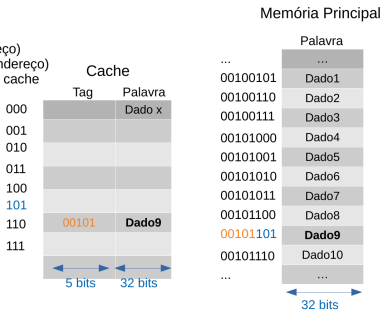 Memória Principal
eço)
ndereço)
cache
Cache
Tag Palavra
000 Dado x
001
010
011
100
101
110 00101 Dado9
111
5 bits 32 bits
Palavra
... ...
00100101 Dado1
00100110 Dado2
00100111 Dado3
00101000 Dado4
00101001 Dado5
00101010 Dado6
00101011 Dado7
00101100 Dado8
00101101 Dado9
00101110 Dado10
... ...
32 bits